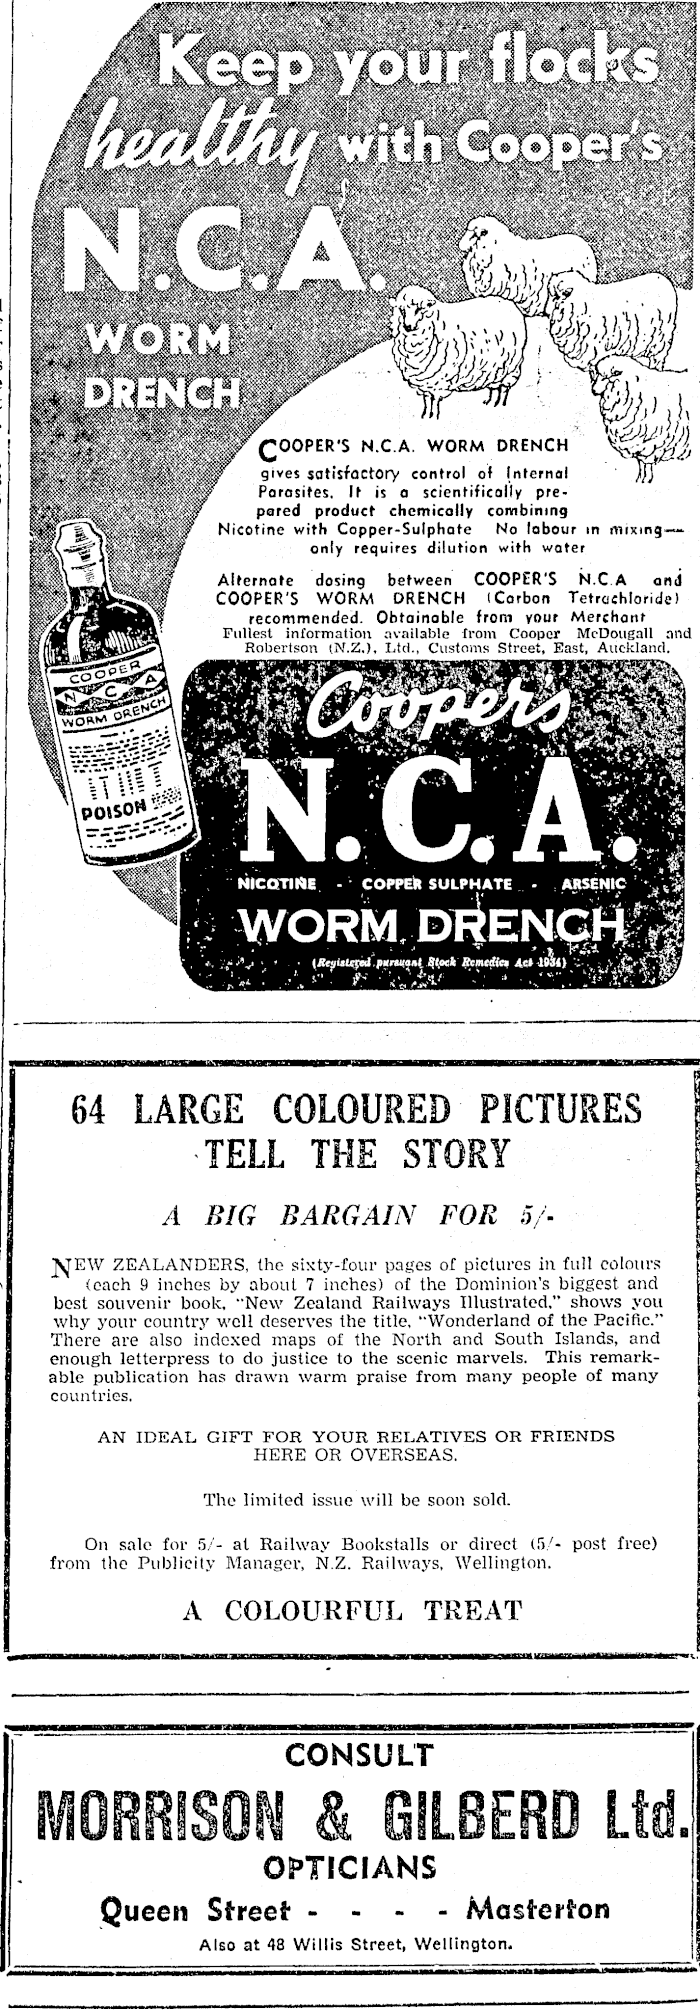 Keep your flocks
healthy with Cooper's
N.C.A.
WORM
DRENCH
COOPER'S N.C.A. WORM DRENCH
gives satisfactory control of Internal
Parasites. It is a scientifically pre-
pared product chemically combining
Nicotine with Copper-Sulphate No labour in mixing—
only requires dilution with water
Alternate dosing between COOPER'S N.C.A and
COOPER'S WORM DRENCH (Carbon Tetrachloride)
recommended. Obtainable from your Merchant
Fullest information available from Cooper McDougall and
Robertson (N.Z.), Ltd., Customs Street, East, Auckland.
COOPER
N C A
WORM DRENCH
POISON
Cooper's
N.C.A.
NICOTINE - COPPER SULPHATE - ARSENIC
WORM DRENCH
(Registered pursuant Stock Remedies Act 1934)
64 LARGE COLOURED PICTURES
TELL THE STORY
A BIG BARGAIN FOR 5/-
NEW ZEALANDERS, the sixty-four pages of pictures in full colours
(each 9 inches by about 7 inches) of the Dominion's biggest and
best souvenir book, "New Zealand Railways Illustrated," shows you
why your country well deserves the title, "Wonderland of the Pacific."
There are also indexed maps of the North and South Islands, and
enough letterpress to do justice to the scenic marvels. This remark-
able publication has drawn warm praise from many people of many
countries.
AN IDEAL GIFT FOR YOUR RELATIVES OR FRIENDS
HERE OR OVERSEAS.
The limited issue will be soon sold.
On sale for 5/- at Railway Bookstalls or direct (5/- post free)
from the Publicity Manager, N.Z. Railways, Wellington.
A COLOURFUL TREAT
CONSULT
MORRISON & GILBERD Ltd.
OPTICIANS
Queen Street - - - - Masterton
Also at 48 Willis Street, Wellington.